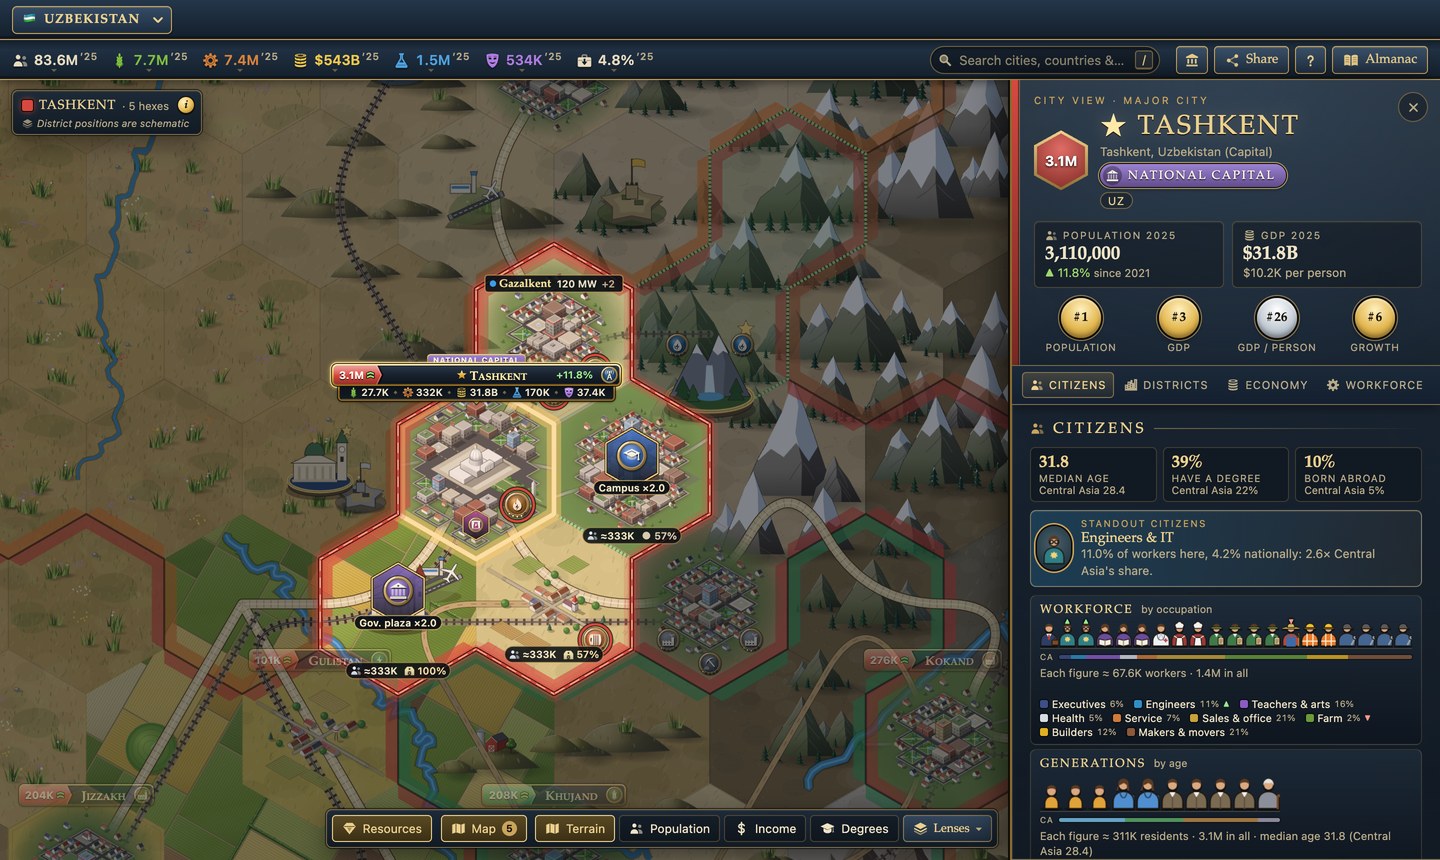 UZBEKISTAN
83.6M '25 7.7M '25 7.4M '25 $543B '25 1.5M '25 534K '25 4.8% '25
Search cities, countries &... /
Share
?
Almanac
TASHKENT · 5 hexes i
District positions are schematic
Gazalkent 120 MW +2
NATIONAL CAPITAL
3.1M TASHKENT +11.8%
27.7K · 332K · 31.8B · 170K · 37.4K
Campus ×2.0
≈333K 57%
Gov. plaza ×2.0
≈333K 57%
≈333K 100%
101K GULISTAN
276K KOKAND
204K JIZZAKH
208K KHUJAND
Resources
Map 5
Terrain
Population
$ Income
Degrees
Lenses
CITY VIEW · MAJOR CITY
3.1M
TASHKENT
Tashkent, Uzbekistan (Capital)
NATIONAL CAPITAL
UZ
POPULATION 2025
3,110,000
11.8% since 2021
GDP 2025
$31.8B
$10.2K per person
#1 #3 #26 #6
POPULATION GDP GDP / PERSON GROWTH
CITIZENS DISTRICTS ECONOMY WORKFORCE
CITIZENS
31.8
MEDIAN AGE
Central Asia 28.4
39%
HAVE A DEGREE
Central Asia 22%
10%
BORN ABROAD
Central Asia 5%
STANDOUT CITIZENS
Engineers & IT
11.0% of workers here, 4.2% nationally: 2.6× Central
Asia's share.
WORKFORCE by occupation
CA
Each figure ≈ 67.6K workers · 1.4M in all
Executives 6% Engineers 11% ▲ Teachers & arts 16%
Health 5% Service 7% Sales & office 21% Farm 2% ▼
Builders 12% Makers & movers 21%
GENERATIONS by age
CA
Each figure ≈ 311K residents · 3.1M in all · median age 31.8 (Central
Asia 28.4)